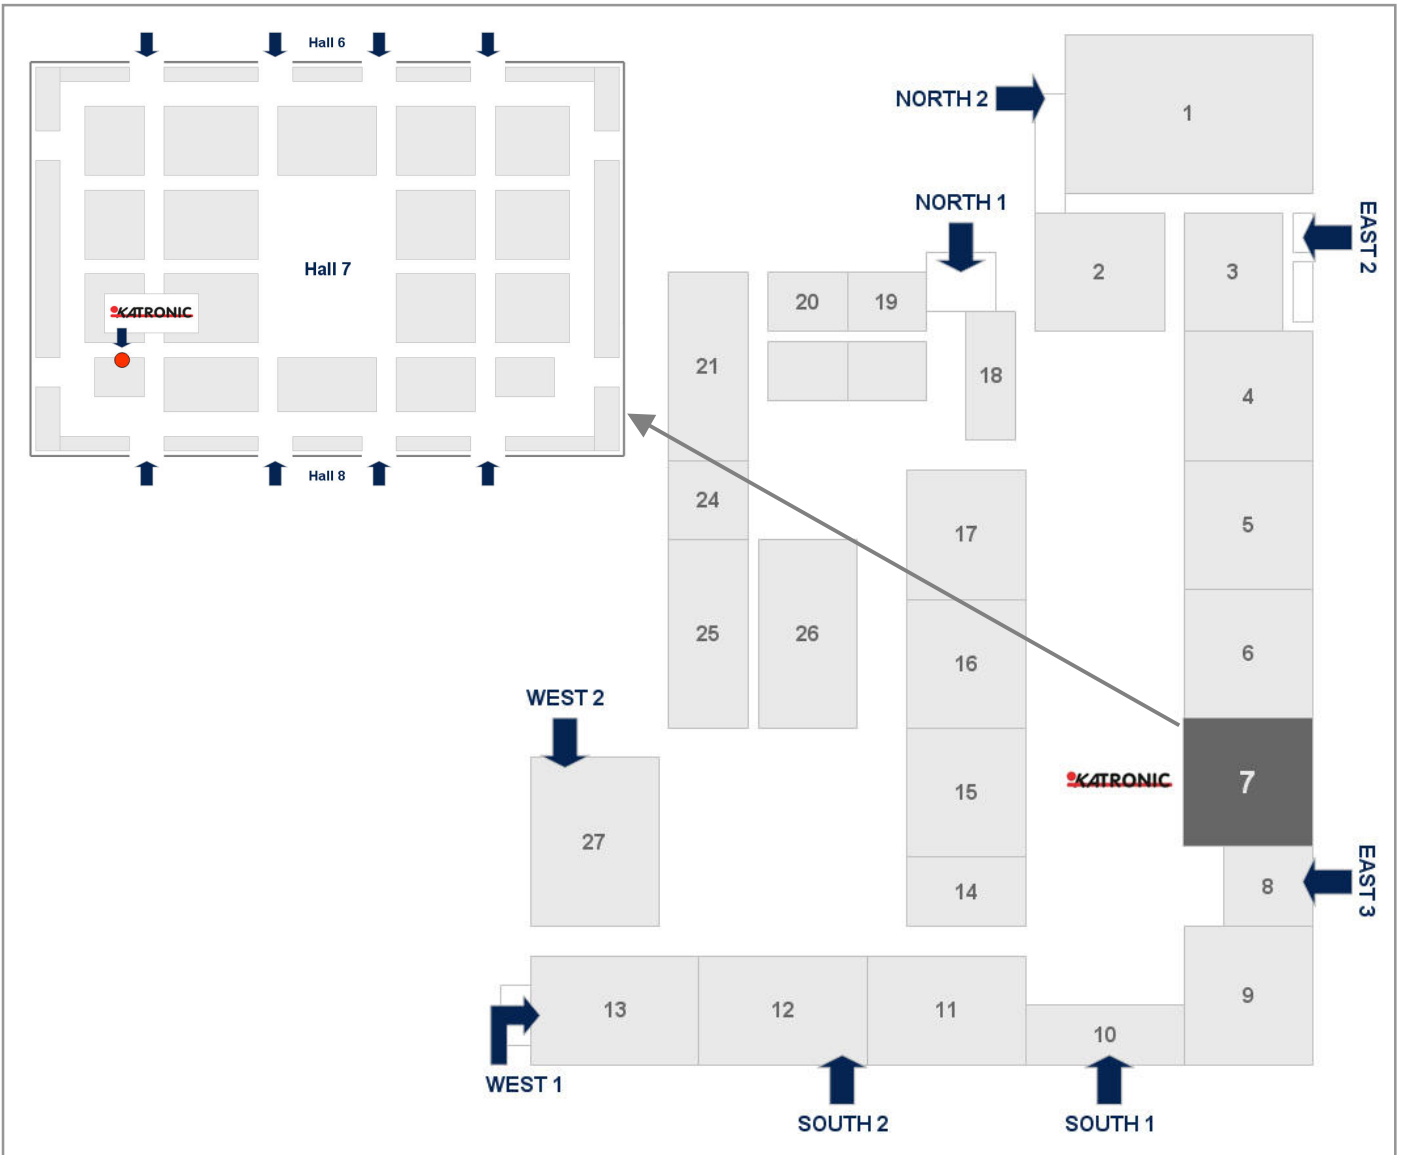 Hall 6
Hall 7
KATRONIC
Hall 8
NORTH 2
1
NORTH 1
EAST 2
2
3
20
19
21
18
4
24
17
5
25
26
16
6
WEST 2
KATRONIC
7
15
27
14
8
EAST 3
13
12
11
10
9
WEST 1
SOUTH 2
SOUTH 1